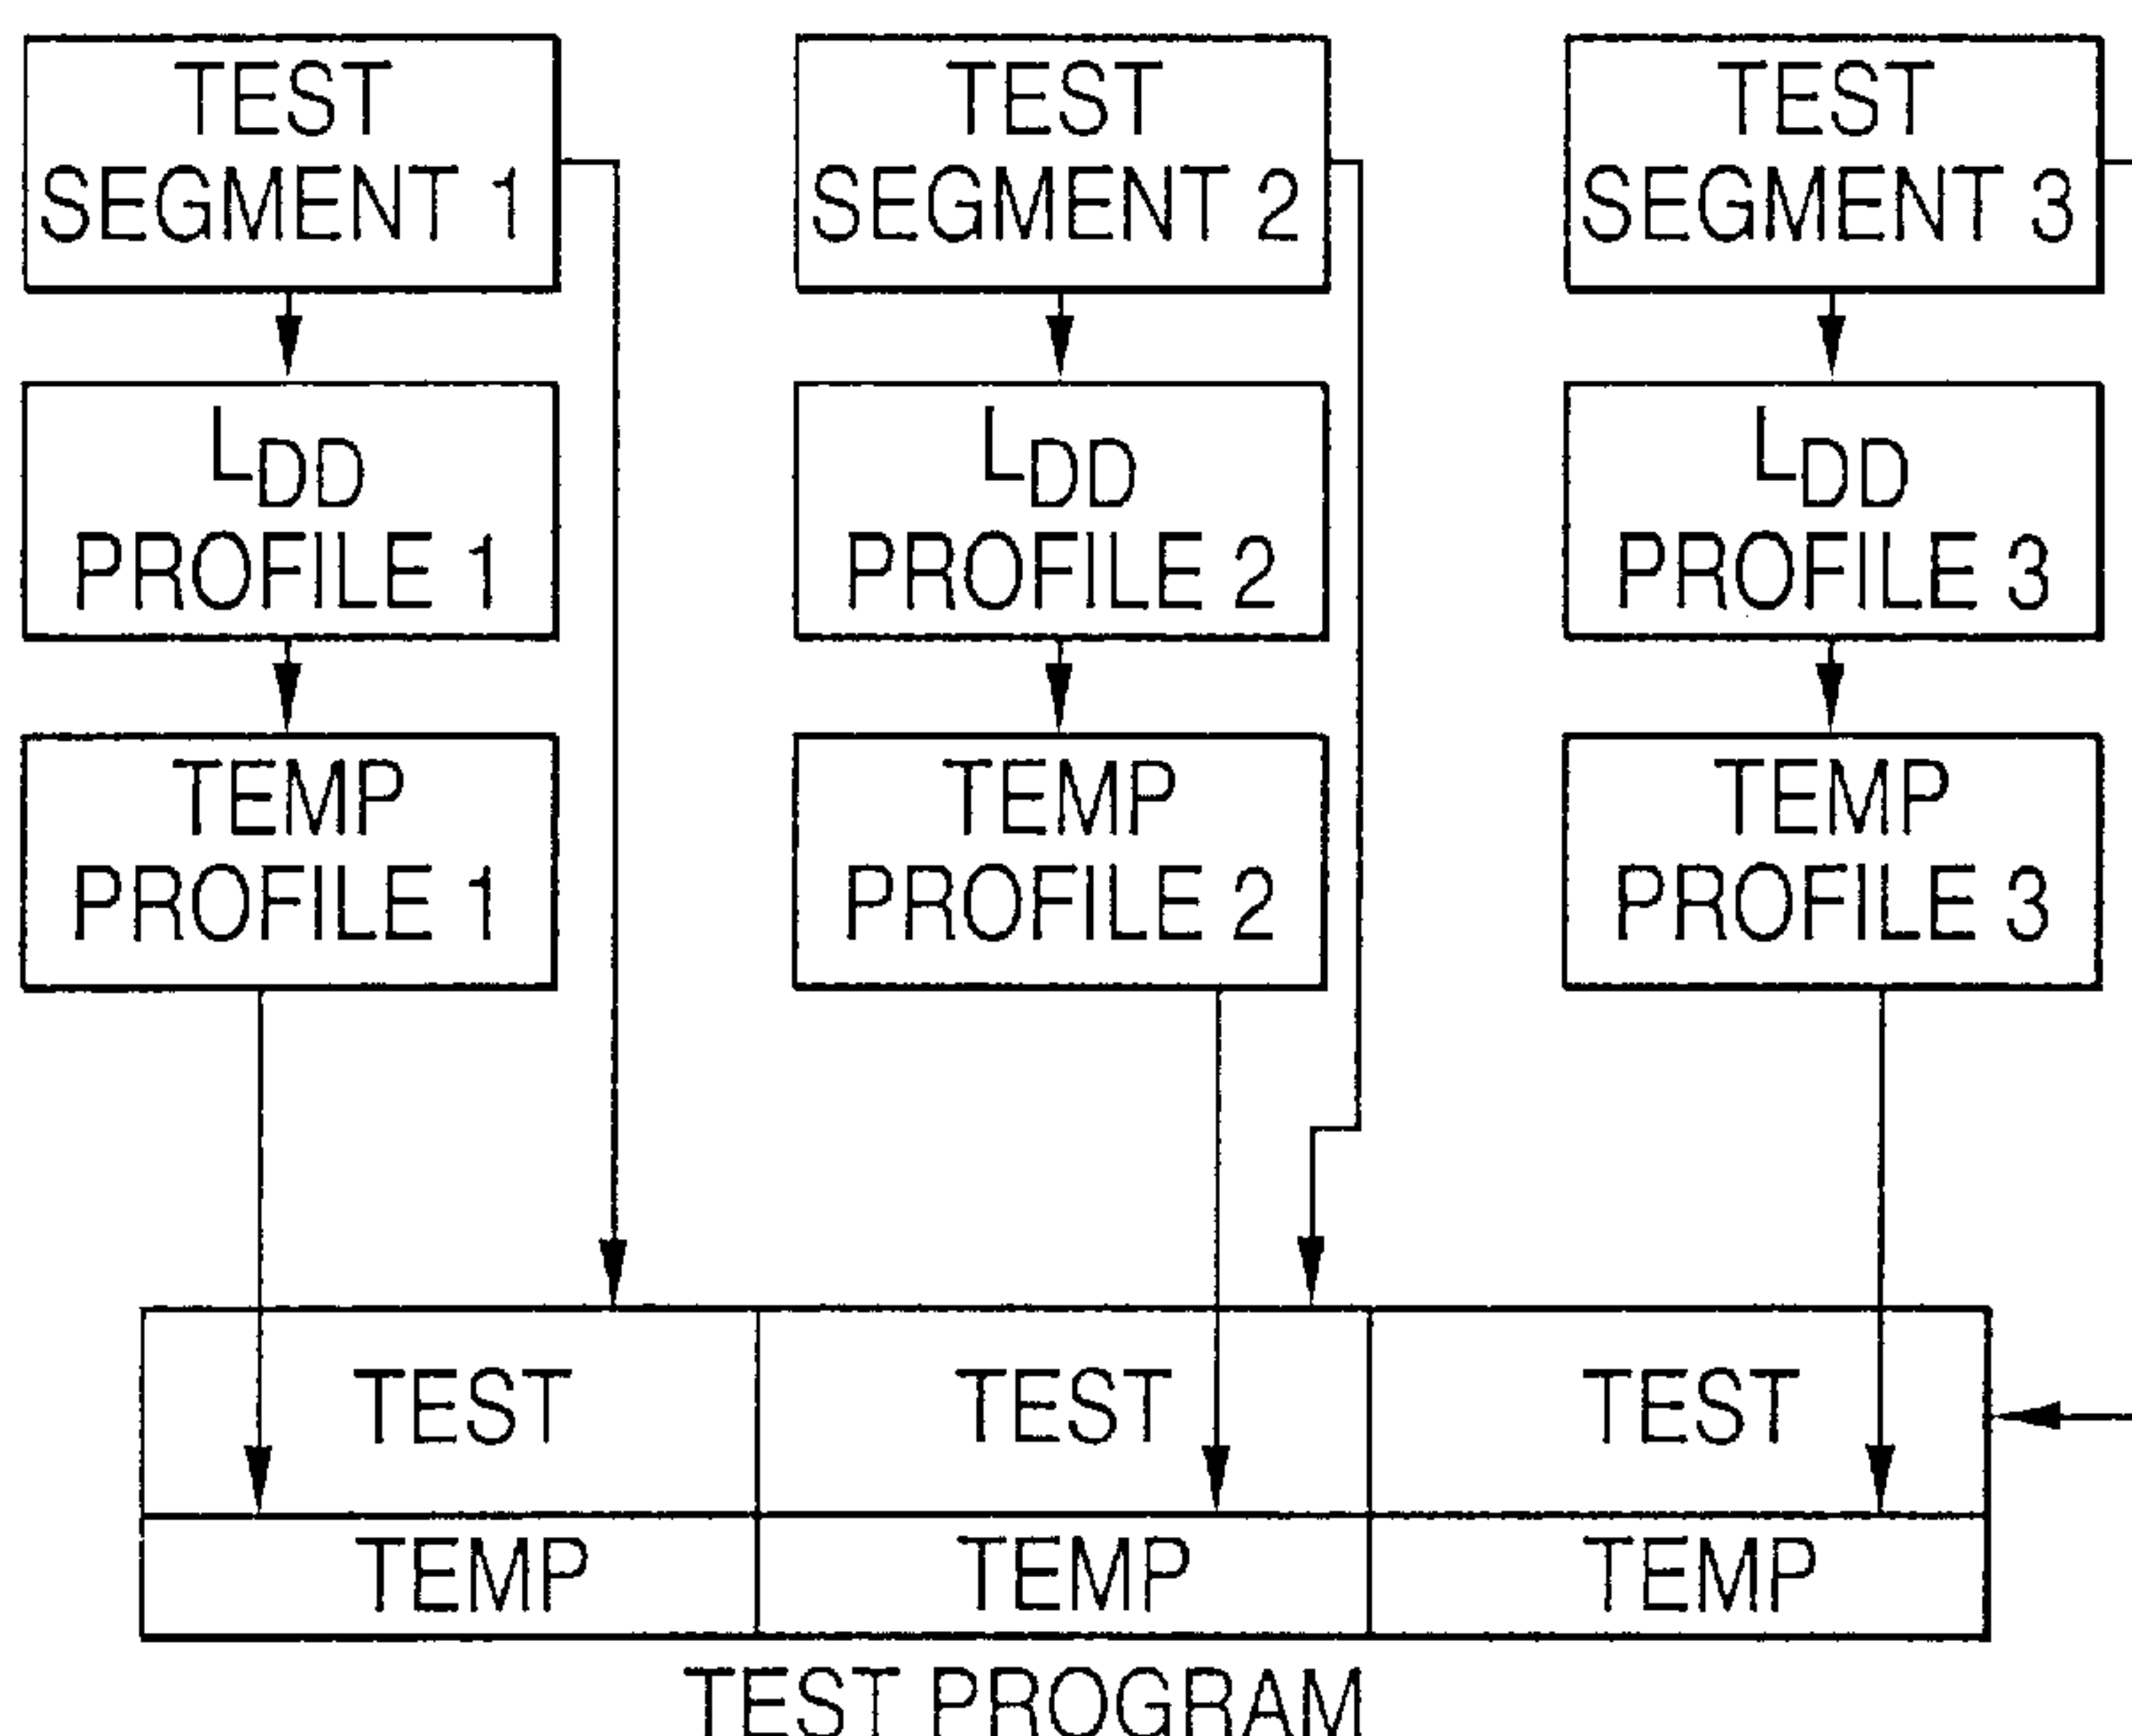 TEST
SEGMENT 1
TEST
SEGMENT 2
TEST
SEGMENT 3
LDD
PROFILE 1
LDD
PROFILE 2
LDD
PROFILE 3
TEMP
PROFILE 1
TEMP
PROFILE 2
TEMP
PROFILE 3
TEST
TEST
TEST
TEMP
TEMP
TEMP
TEST PROGRAM